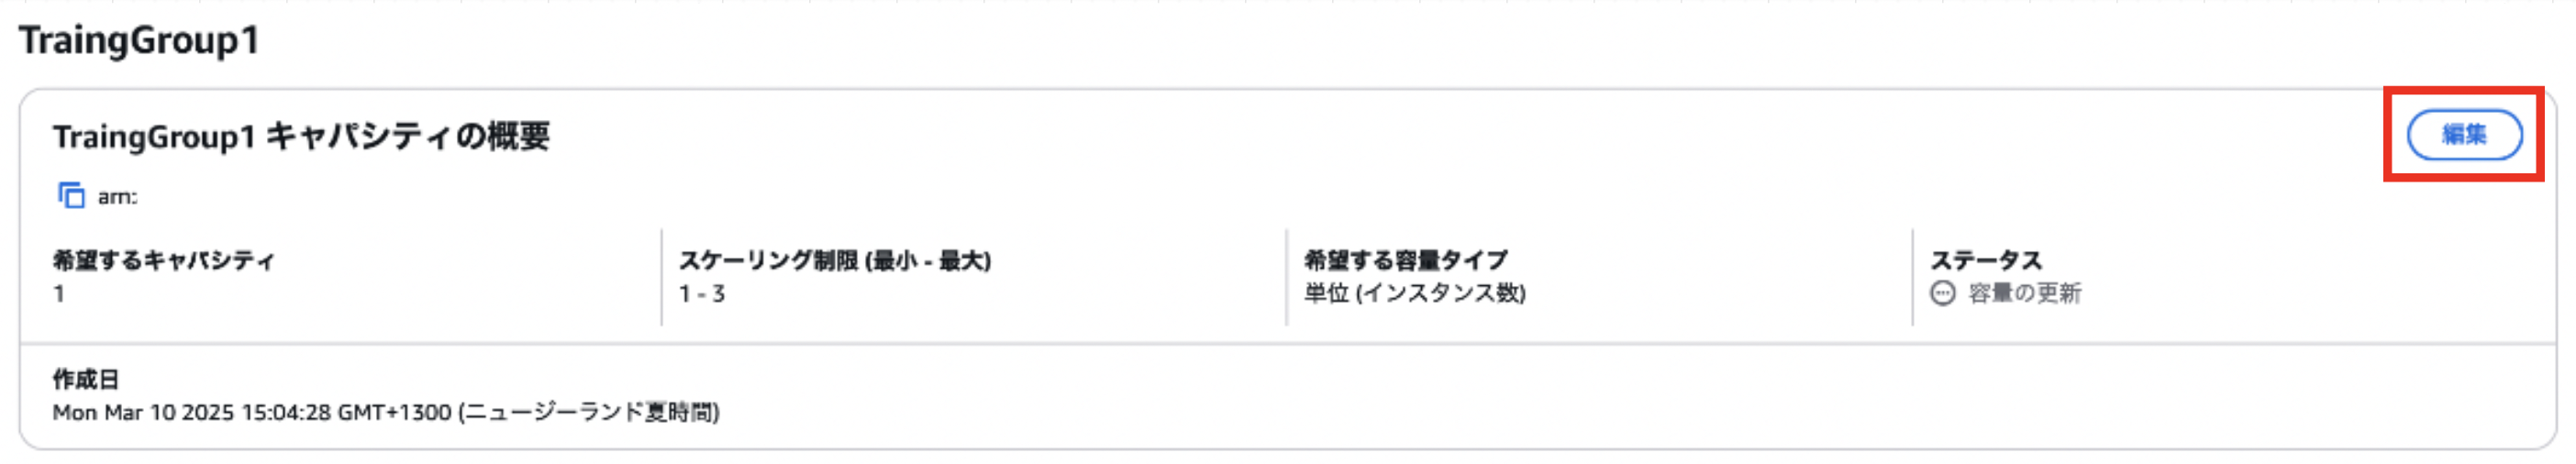 TraingGroup1
TraingGroup1 キャパシティの概要
編集
arn:
希望するキャパシティ
1
スケーリング制限 (最小 - 最大)
1 - 3
希望する容量タイプ
単位 (インスタンス数)
ステータス
容量の更新
作成日
Mon Mar 10 2025 15:04:28 GMT+1300 (ニュージーランド夏時間)